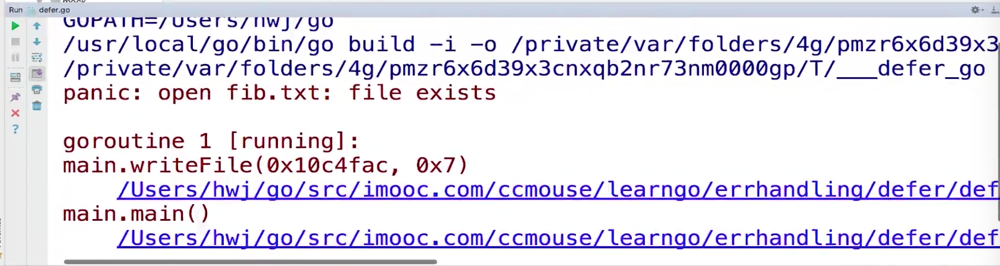 mock
Run defer.go
GOPATH=/Users/hwj/go
/usr/local/go/bin/go build -i -o /private/var/folders/4g/pmzr6x6d39x3
/private/var/folders/4g/pmzr6x6d39x3cnxqb2nr73nm0000gp/T/___defer_go
panic: open fib.txt: file exists
goroutine 1 [running]:
main.writeFile(0x10c4fac, 0x7)
/Users/hwj/go/src/imooc.com/ccmouse/learngo/errhandling/defer/def
main.main()
/Users/hwj/go/src/imooc.com/ccmouse/learngo/errhandling/defer/def